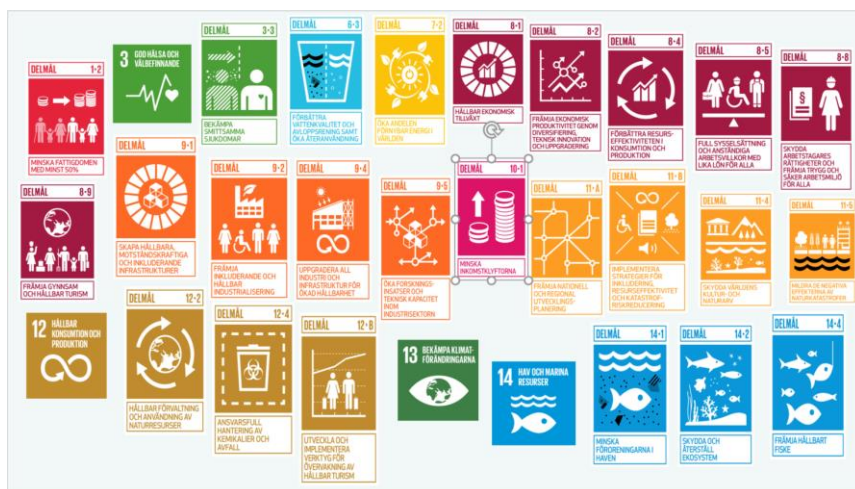 DELMÅL 1-2
MINSKA FATTIGDOMEN
MED MINST 50%
3 GOD HÄLSA OCH
VÄLBEFINNANDE
DELMÅL 3-3
BEKÄMPA
SMITTSAMMA
SJUKDOMAR
DELMÅL 6-3
FÖRBÄTTRA
VATTENKVALITET OCH
AVLOPPSRENING SAMT
ÖKA ÅTERANVÄNDNING
DELMÅL 7-2
ÖKA ANDELEN
FÖRNYBAR ENERGI I
VÄRLDEN
DELMÅL 8-1
HÅLLBAR EKONOMISK
TILLVÄXT
DELMÅL 8-2
FRÄMJA EKONOMISK
PRODUKTIVITET GENOM
DIVERSIFIERING,
TEKNISK INNOVATION
OCH UPPGRADERING
DELMÅL 8-4
FÖRBÄTTRA RESURS-
EFFEKTIVITETEN I
KONSUMTION OCH
PRODUKTION
DELMÅL 8-5
FULL SYSSELSÄTTNING
OCH ANSTÄNDIGA
ARBETSVILLKOR MED
LIKA LÖN FÖR ALLA
DELMÅL 8-8
SKYDDA
ARBETSTAGARES
RÄTTIGHETER OCH
FRÄMJA TRYGG OCH
SÄKER ARBETSMILJÖ
FÖR ALLA
DELMÅL 8-9
FRÄMJA GYNNSAM
OCH HÅLLBAR TURISM
DELMÅL 9-1
SKAPA HÅLLBARA,
MOTSTÅNDSKRAFTIGA
OCH INKLUDERANDE
INFRASTRUKTURER
DELMÅL 9-2
FRÄMJA
INKLUDERANDE OCH
HÅLLBAR
INDUSTRIALISERING
DELMÅL 9-4
UPPGRADERA ALL
INDUSTRI OCH
INFRASTRUKTUR FÖR
ÖKAD HÅLLBARHET
DELMÅL 9-5
ÖKA FORSKNINGS-
INSATSER OCH
TEKNISK KAPACITET
INOM
INDUSTRISEKTORN
DELMÅL 10-1
MINSKA
INKOMSTKLYFTORNA
DELMÅL 11-A
FRÄMJA NATIONELL
OCH REGIONAL
UTVECKLINGS-
PLANERING
DELMÅL 11-B
IMPLEMENTERA
STRATEGIER FÖR
INKLUDERING,
RESURSEFFEKTIVITET
OCH KATASTROF-
RISKREDUCERING
DELMÅL 11-4
SKYDDA VÄRLDENS
KULTUR- OCH
NATURARV
DELMÅL 11-5
MILDRA DE NEGATIVA
EFFEKTERNA AV
NATURKATASTROFER
12 HÅLLBAR
KONSUMTION OCH
PRODUKTION
DELMÅL 12-2
HÅLLBAR FÖRVALTNING
OCH ANVÄNDNING AV
NATURRESURSER
DELMÅL 12-4
ANSVARSFULL
HANTERING AV
KEMIKALIER OCH
AVFALL
DELMÅL 12-B
UTVECKLA OCH
IMPLEMENTERA
VERKTYG FÖR
ÖVERVAKNING AV
HÅLLBAR TURISM
13 BEKÄMPA KLIMAT-
FÖRÄNDRINGARNA
14 HAV OCH MARINA
RESURSER
DELMÅL 14-1
MINSKA
FÖRORENINGARNA I
HAVEN
DELMÅL 14-2
SKYDDA OCH
ÅTERSTÄLL
EKOSYSTEM
DELMÅL 14-4
FRÄMJA HÅLLBART
FISKE